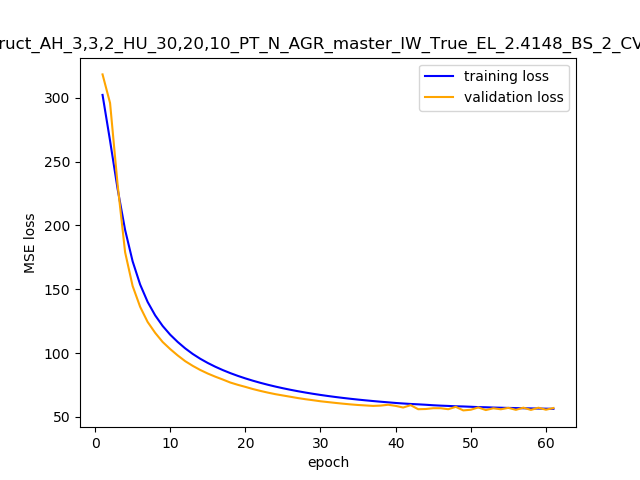 ruct_AH_3,3,2_HU_30,20,10_PT_N_AGR_master_IW_True_EL_2.4148_BS_2_CV
training loss
validation loss
300
250
200
150
100
50
MSE loss
0 10 20 30 40 50 60
epoch